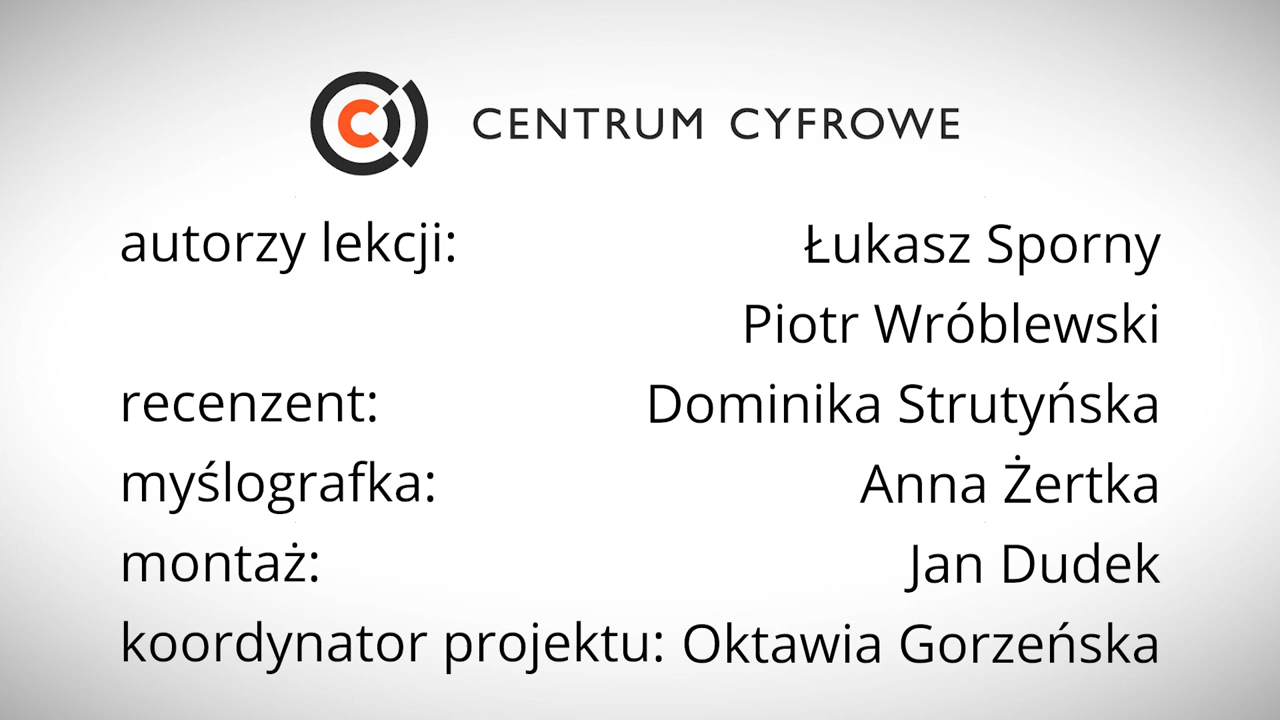 CENTRUM CYFROWE
autorzy lekcji: Łukasz Sporny
Piotr Wróblewski
recenzent: Dominika Strutyńska
myślografka: Anna Żertka
montaż: Jan Dudek
koordynator projektu: Oktawia Gorzeńska